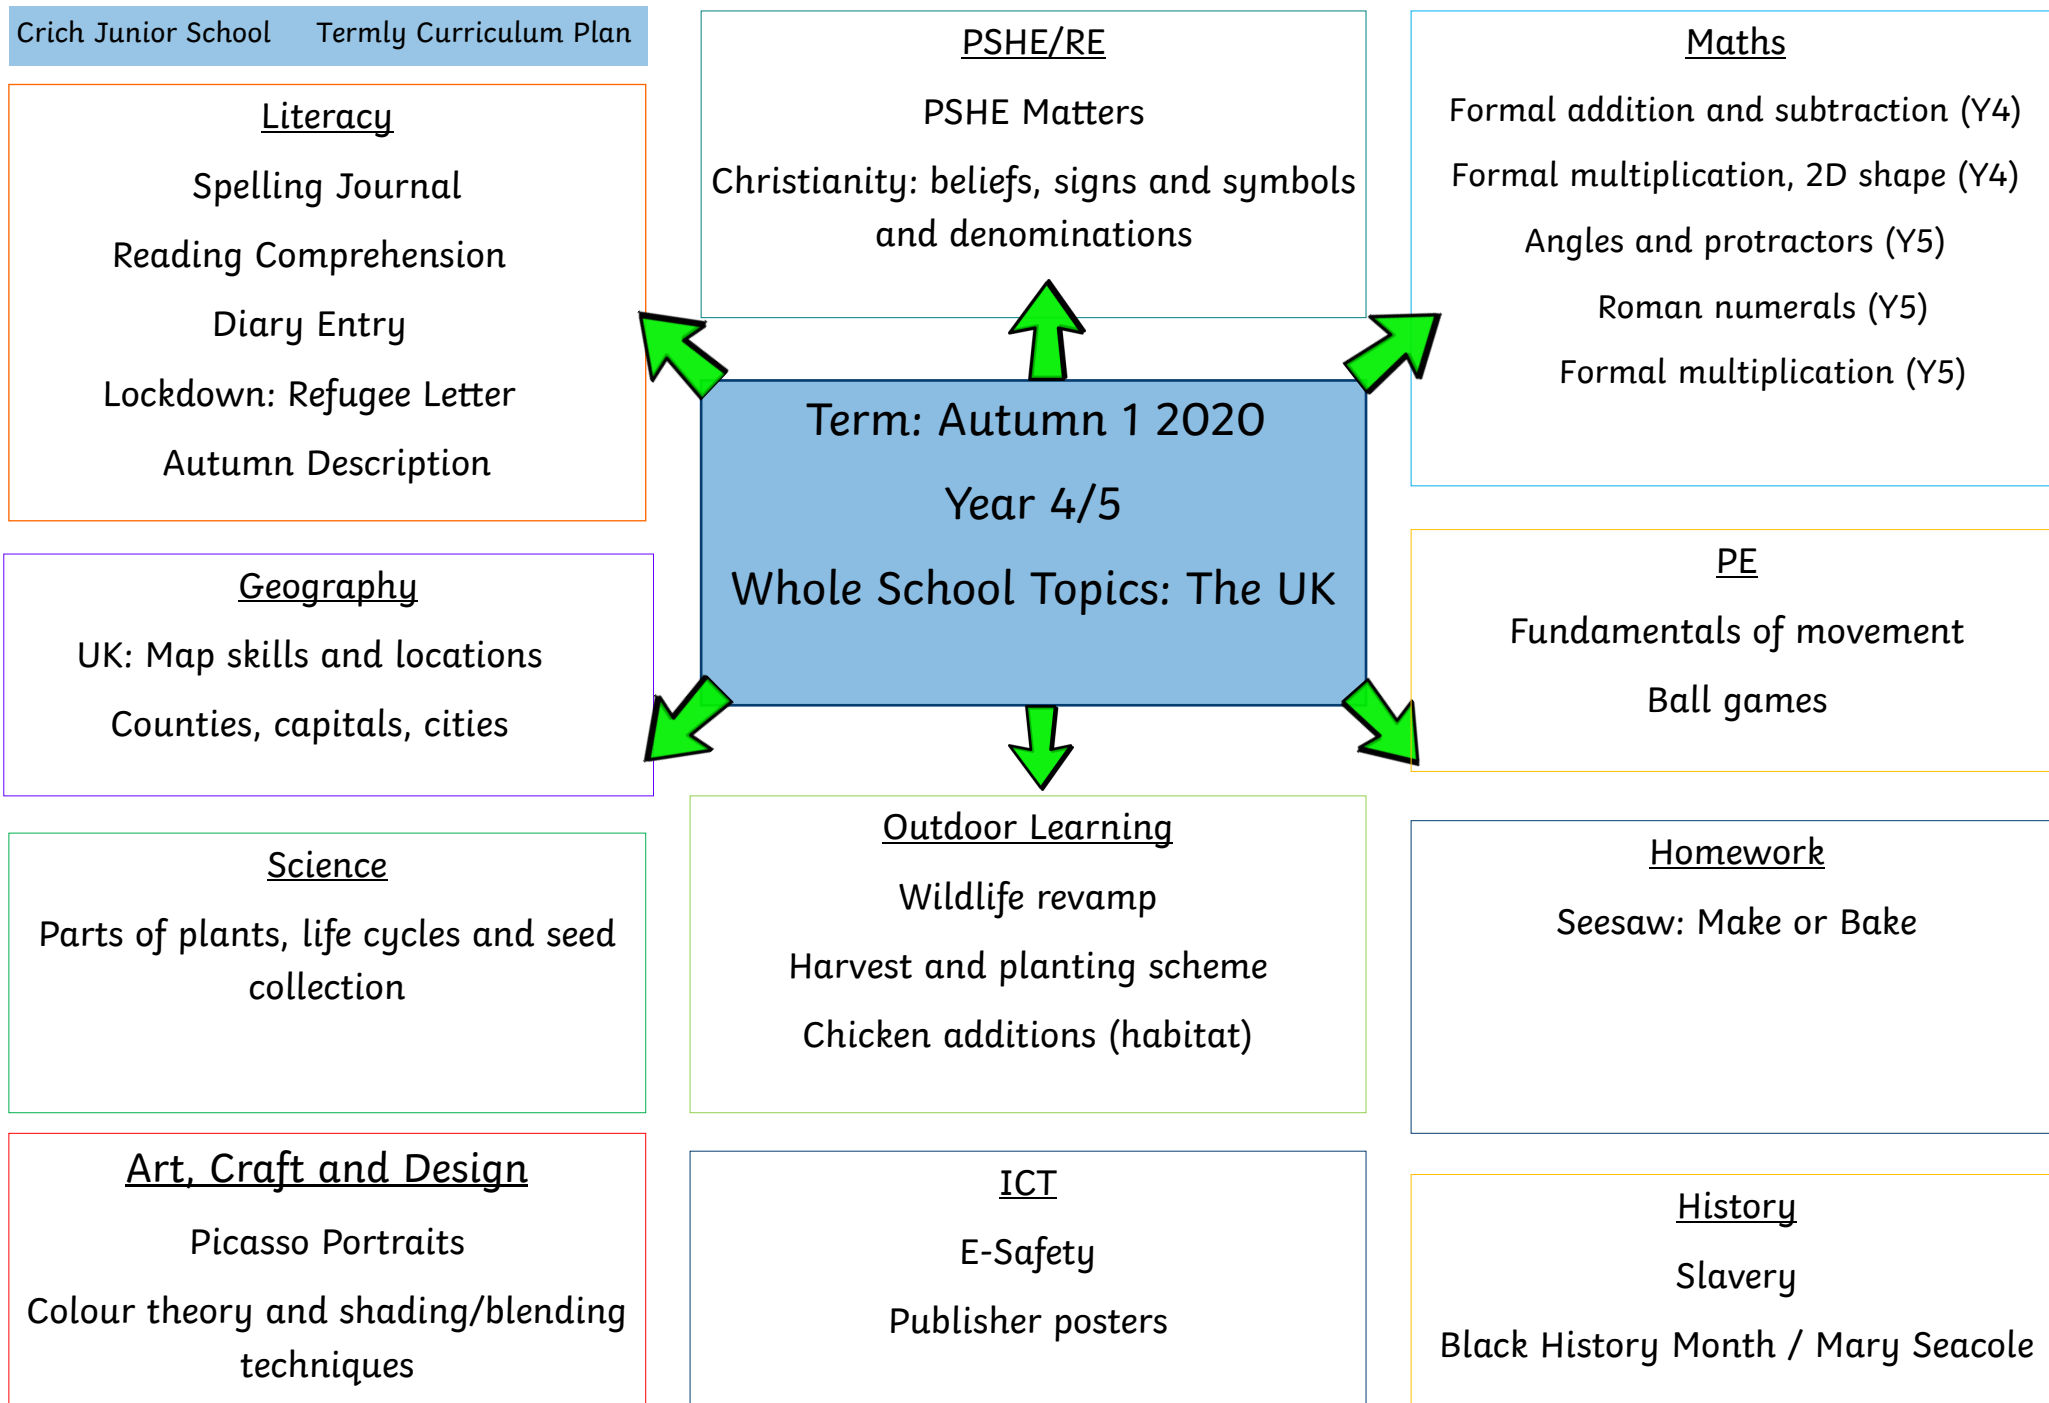 Crich Junior School Termly Curriculum Plan
Literacy
Spelling Journal
Reading Comprehension
Diary Entry
Lockdown: Refugee Letter
Autumn Description
PSHE/RE
PSHE Matters
Christianity: beliefs, signs and symbols
and denominations
Maths
Formal addition and subtraction (Y4)
Formal multiplication, 2D shape (Y4)
Angles and protractors (Y5)
Roman numerals (Y5)
Formal multiplication (Y5)
Term: Autumn 1 2020
Year 4/5
Whole School Topics: The UK
Geography
UK: Map skills and locations
Counties, capitals, cities
PE
Fundamentals of movement
Ball games
Science
Parts of plants, life cycles and seed
collection
Outdoor Learning
Wildlife revamp
Harvest and planting scheme
Chicken additions (habitat)
Homework
Seesaw: Make or Bake
Art, Craft and Design
Picasso Portraits
Colour theory and shading/blending
techniques
ICT
E-Safety
Publisher posters
History
Slavery
Black History Month / Mary Seacole